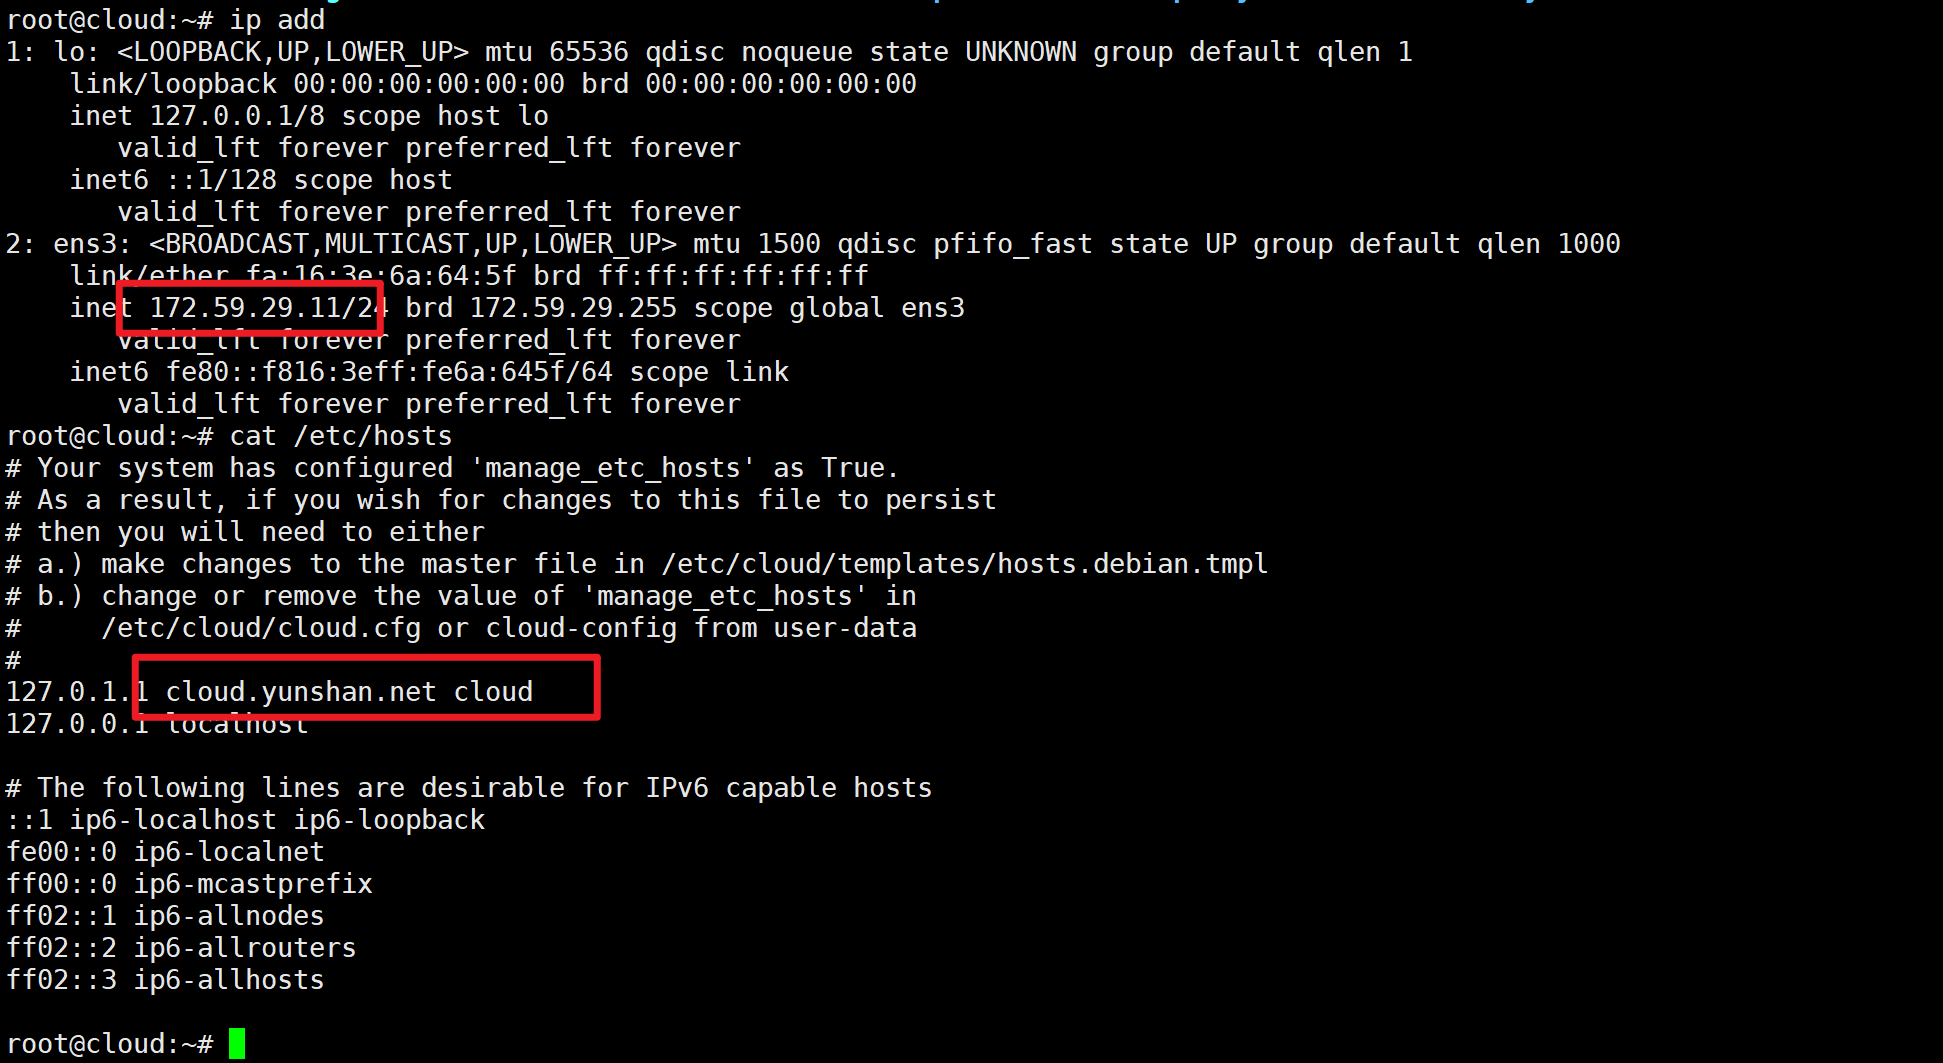 root@cloud:~# ip add
1: lo: <LOOPBACK,UP,LOWER_UP> mtu 65536 qdisc noqueue state UNKNOWN group default qlen 1
    link/loopback 00:00:00:00:00:00 brd 00:00:00:00:00:00
    inet 127.0.0.1/8 scope host lo
       valid_lft forever preferred_lft forever
    inet6 ::1/128 scope host
       valid_lft forever preferred_lft forever
2: ens3: <BROADCAST,MULTICAST,UP,LOWER_UP> mtu 1500 qdisc pfifo_fast state UP group default qlen 1000
    link/ether fa:16:3e:6a:64:5f brd ff:ff:ff:ff:ff:ff
    inet 172.59.29.11/24 brd 172.59.29.255 scope global ens3
       valid_lft forever preferred_lft forever
    inet6 fe80::f816:3eff:fe6a:645f/64 scope link
       valid_lft forever preferred_lft forever
root@cloud:~# cat /etc/hosts
# Your system has configured 'manage_etc_hosts' as True.
# As a result, if you wish for changes to this file to persist
# then you will need to either
# a.) make changes to the master file in /etc/cloud/templates/hosts.debian.tmpl
# b.) change or remove the value of 'manage_etc_hosts' in
#     /etc/cloud/cloud.cfg or cloud-config from user-data
#
127.0.1.1 cloud.yunshan.net cloud
127.0.0.1 localhost

# The following lines are desirable for IPv6 capable hosts
::1 ip6-localhost ip6-loopback
fe00::0 ip6-localnet
ff00::0 ip6-mcastprefix
ff02::1 ip6-allnodes
ff02::2 ip6-allrouters
ff02::3 ip6-allhosts

root@cloud:~#